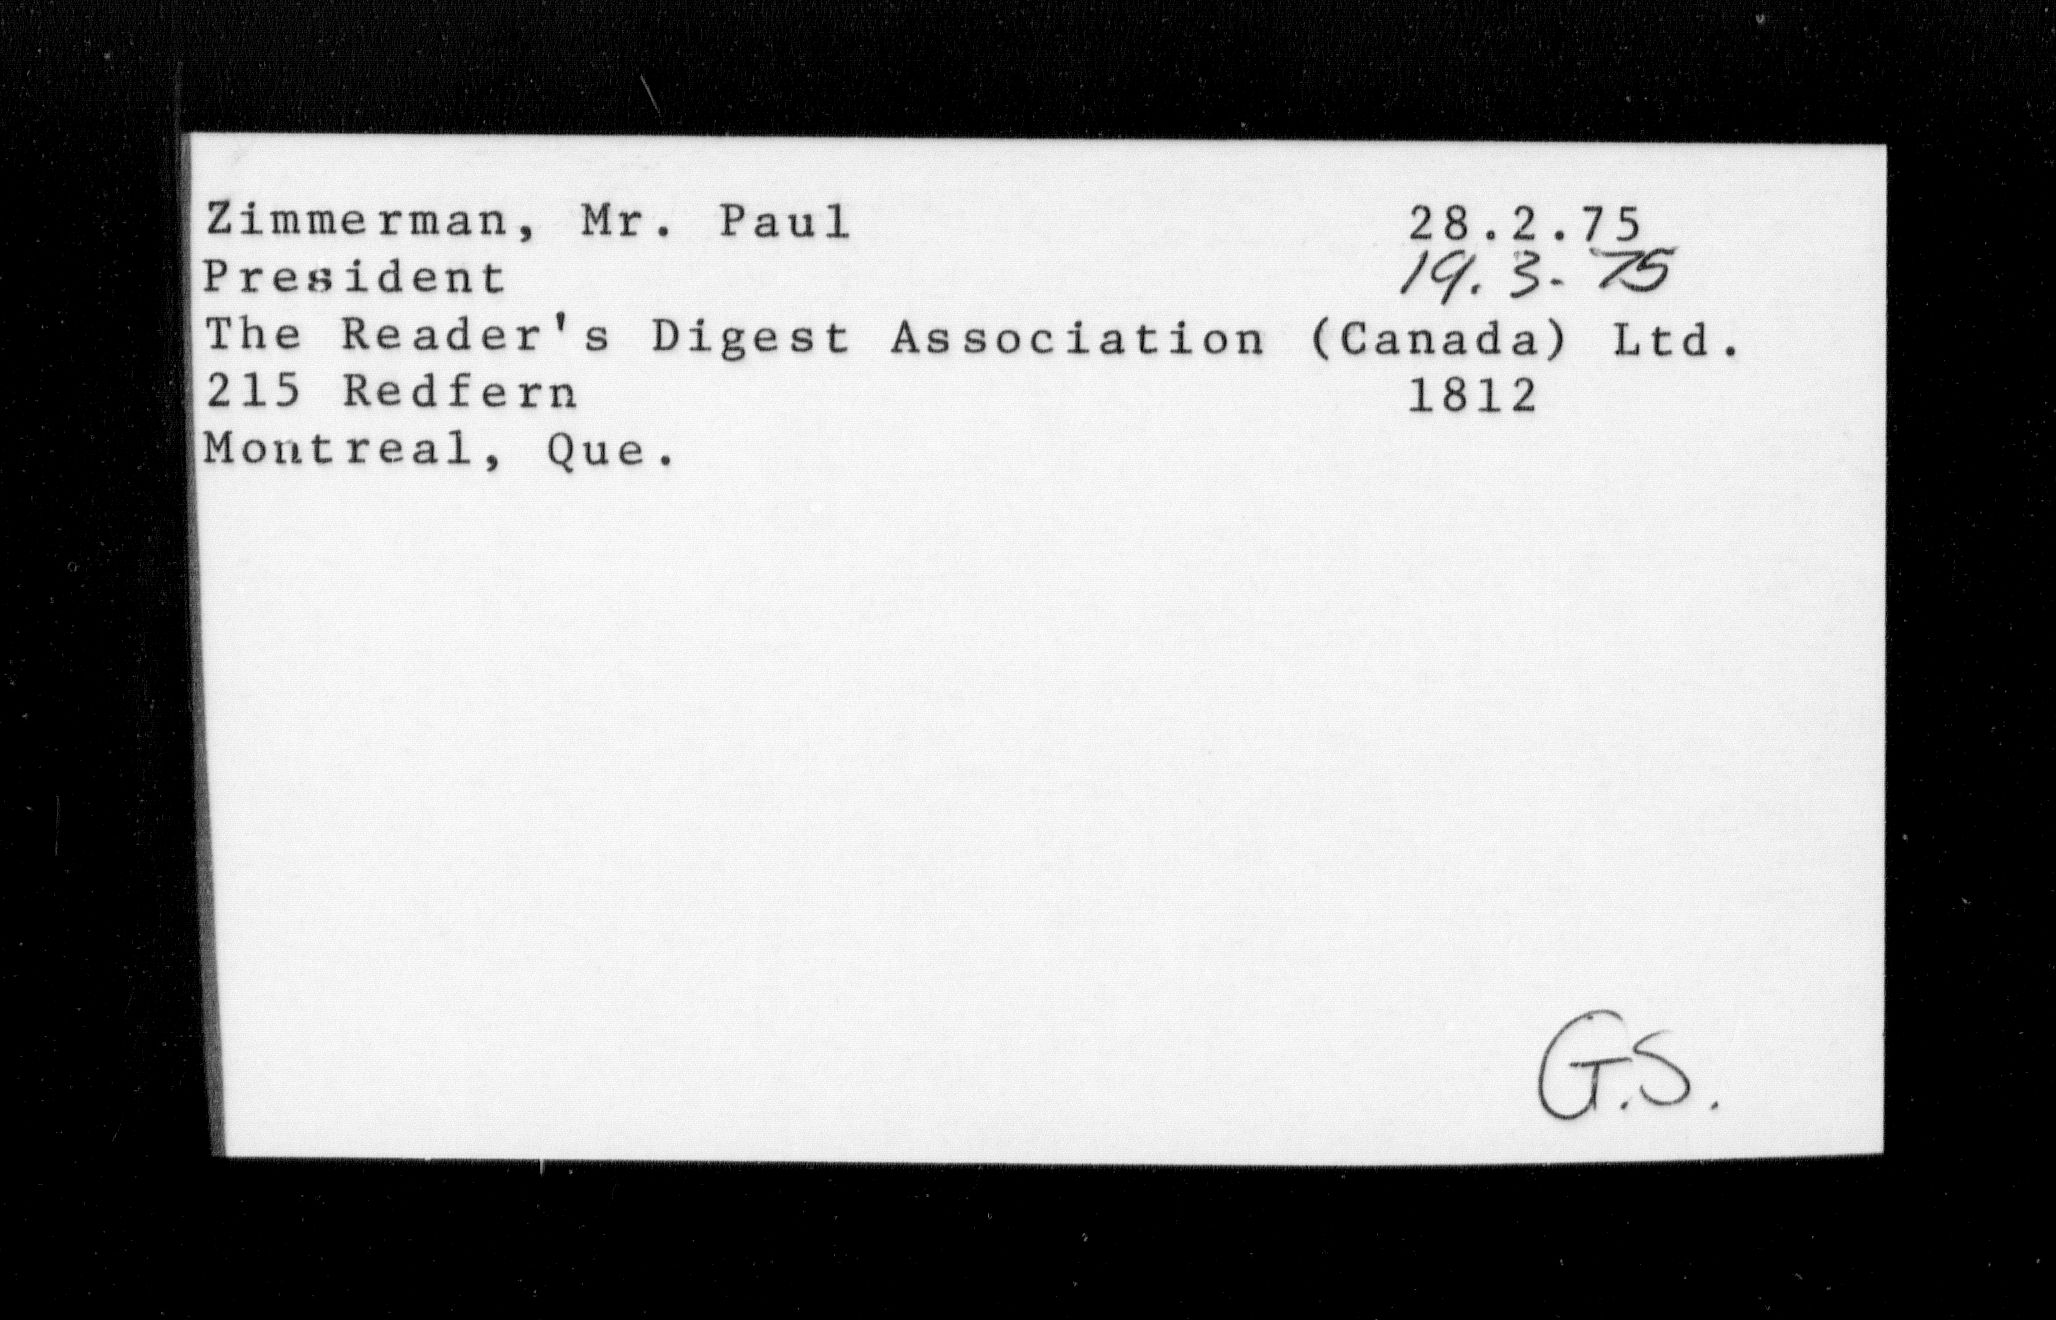 Zimmerman, Mr. Paul 28.2.75
President 19.3.75
The Reader's Digest Association (Canada) Ltd.
215 Redfern 1812
Montreal, Que.
G.S.